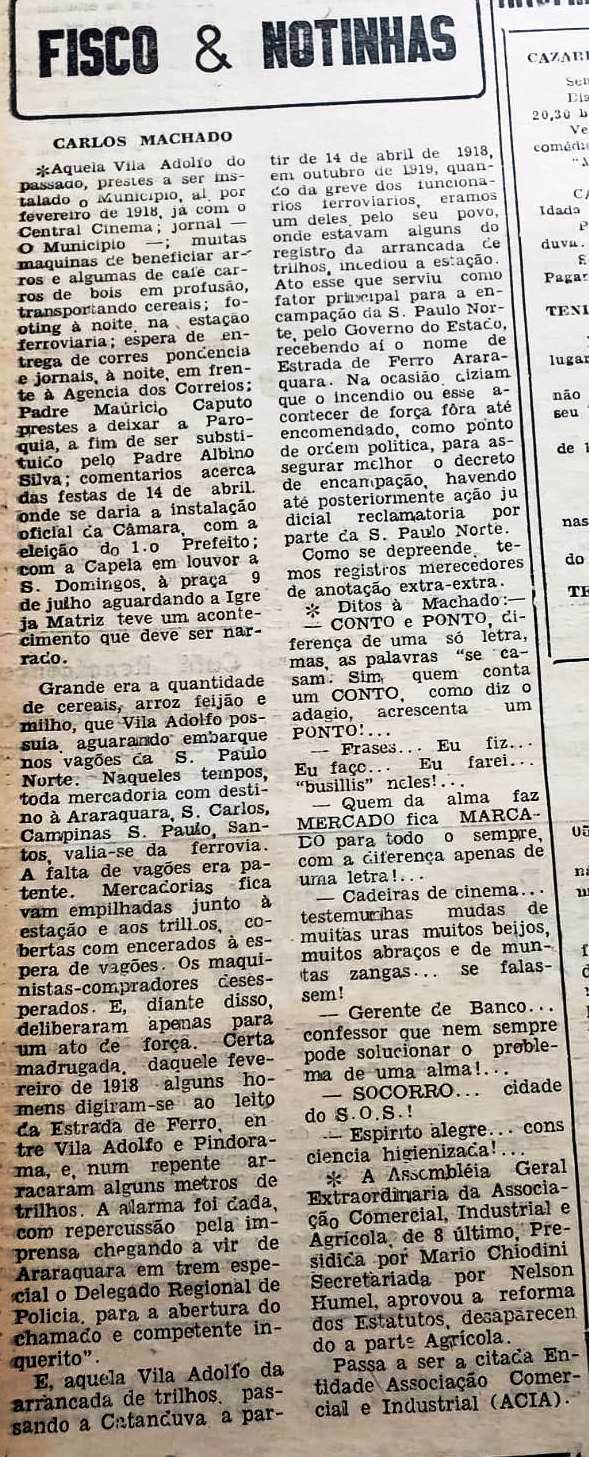 FISCO & NOTINHAS
CARLOS MACHADO
*Aquela Vila Adolfo do
passado, prestes a ser ins-
talado o Municipio, al por
fevereiro de 1918, já com o
Central Cinema; jornal —
O Municipio —; muitas
maquinas de beneficiar ar-
ros e algumas de café car-
ros de bois em profusão,
transportando cereais; fo-
oting à noite na estação
ferroviaria; espera de en-
trega de corres pondencia
e jornais, à noite, em fren-
te à Agencia dos Correios;
Padre Maúricio Caputo
prestes a deixar a Paro-
quia, a fim de ser substi-
tuido pelo Padre Albino
Silva; comentarios acerca
das festas de 14 de abril.
onde se daria a instalação
oficial da Câmara, com a
eleição do 1.o Prefeito;
com a Capela em louvor a
S. Domingos, à praça 9
de julho aguardando a Igre
ja Matriz teve um aconte-
cimento que deve ser nar-
rado.
Grande era a quantidade
de cereais, arroz feijão e
milho, que Vila Adolfo pos-
suia, aguarando embarque
nos vagões da S. Paulo
Norte. Naqueles tempos,
toda mercadoria com desti-
no à Araraquára, S. Carlos,
Campinas S. Paulo, San-
tos, valia-se da ferrovia.
A falta de vagões era pa-
tente. Mercadorias fica
vam empilhadas junto à
estação e aos trilhos, co-
bertas com encerados à es-
pera de vagões. Os maqui-
nistas-compradores deses-
perados. E, diante disso,
deliberaram apenas para
um ato de força. Certa
madrugada, daquele feve-
reiro de 1918 alguns ho-
mens digiram-se ao leito
da Estrada de Ferro, en
tre Vila Adolfo e Pindora-
ma, e, num repente ar-
racaram alguns metros de
trilhos. A alarma foi dada,
com repercussão pela im-
prensa chegando a vir de
Araraquara em trem espe-
cial o Delegado Regional de
Policia, para a abertura do
chamado e competente in-
querito".
E, aquela Vila Adolfo da
arrancada de trilhos, pas-
sando a Catanduva a par-
tir de 14 de abril de 1918,
em outubro de 1919, quan-
do da greve dos funciona-
rios ferroviarios, eramos
um deles pelo seu povo,
onde estavam alguns do
registro da arrancada de
trilhos, incediou a estação.
Ato esse que serviu como
fator principal para a en-
campação da S. Paulo Nor-
te, pelo Governo do Estado,
recebendo aí o nome de
Estrada de Ferro Arara-
quara. Na ocasião diziam
que o incendio ou esse a-
contecer de força fôra até
encomendado, como ponto
de ordem politica, para as-
segurar melhor o decreto
de encampação, havendo
até posteriormente ação ju
dicial reclamatoria por
parte da S. Paulo Norte.
Como se depreende, te-
mos registros merecedores
de anotação extra-extra.
* Ditos à Machado:—
— CONTO e PONTO, di-
ferença de uma só letra,
mas, as palavras "se ca-
sam. Sim, quem conta
um CONTO, como diz o
adagio, acrescenta um
PONTO!...
— Frases... Eu fiz...
Eu faço... Eu farei...
"busillis" neles!...
— Quem da alma faz
MERCADO fica MARCA-
DO para todo o sempre,
com a diferença apenas de
uma letra!...
— Cadeiras de cinema...
testemunhas mudas de
muitas uras muitos beijos,
muitos abraços e de mun-
tas zangas... se falas-
sem!
— Gerente de Banco...
confessor que nem sempre
pode solucionar o proble-
ma de uma alma!...
— SOCORRO... cidade
do S.O.S.!
— Espirito alegre... cons
ciencia higienizada!...
* A Assembléia Geral
Extraordinaria da Associa-
ção Comercial, Industrial e
Agrícola, de 8 último, Pre-
sidica por Mario Chiodini
Secretariada por Nelson
Humel, aprovou a reforma
dos Estatutos, desaparecen
do a parte Agrícola.
Passa a ser a citada En-
tidade Associação Comer-
cial e Industrial (ACIA).
CAZARE
Sem
Dia
20,30 h
Ve
comédi
CA
Idada
P
duva.
S
Pagar
TENI
lugar
não
seu
de i
nas
do
TE
05